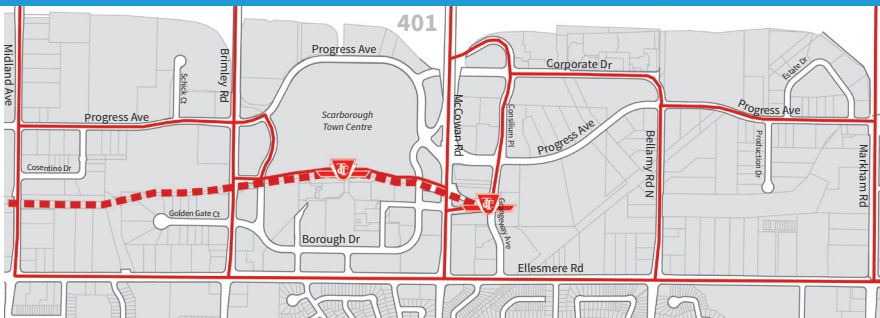 401
Midland Ave
Brimley Rd
Progress Ave
McCowan Rd
Corporate Dr
Estate Dr
Schick Ct
Scarborough
Town Centre
Consilium Pl
Progress Ave
Progress Ave
Progress Ave
Bellamy Rd N
Production Dr
Markham Rd
Cosentino Dr
Golden Gate Ct
Borough Dr
Grangeway Ave
Ellesmere Rd